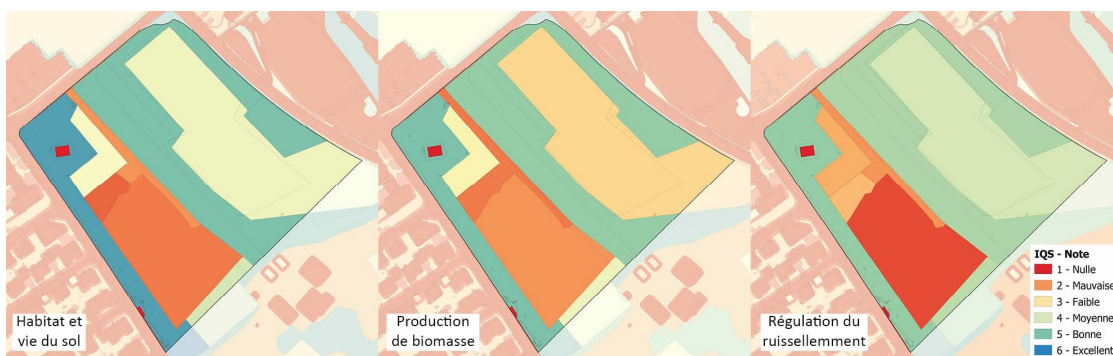 Habitat et
vie du sol
Production
de biomasse
Régulation du
ruissellemment
IQS - Note
1 - Nulle
2 - Mauvaise
3 - Faible
4 - Moyenne
5 - Bonne
6 - Excellent